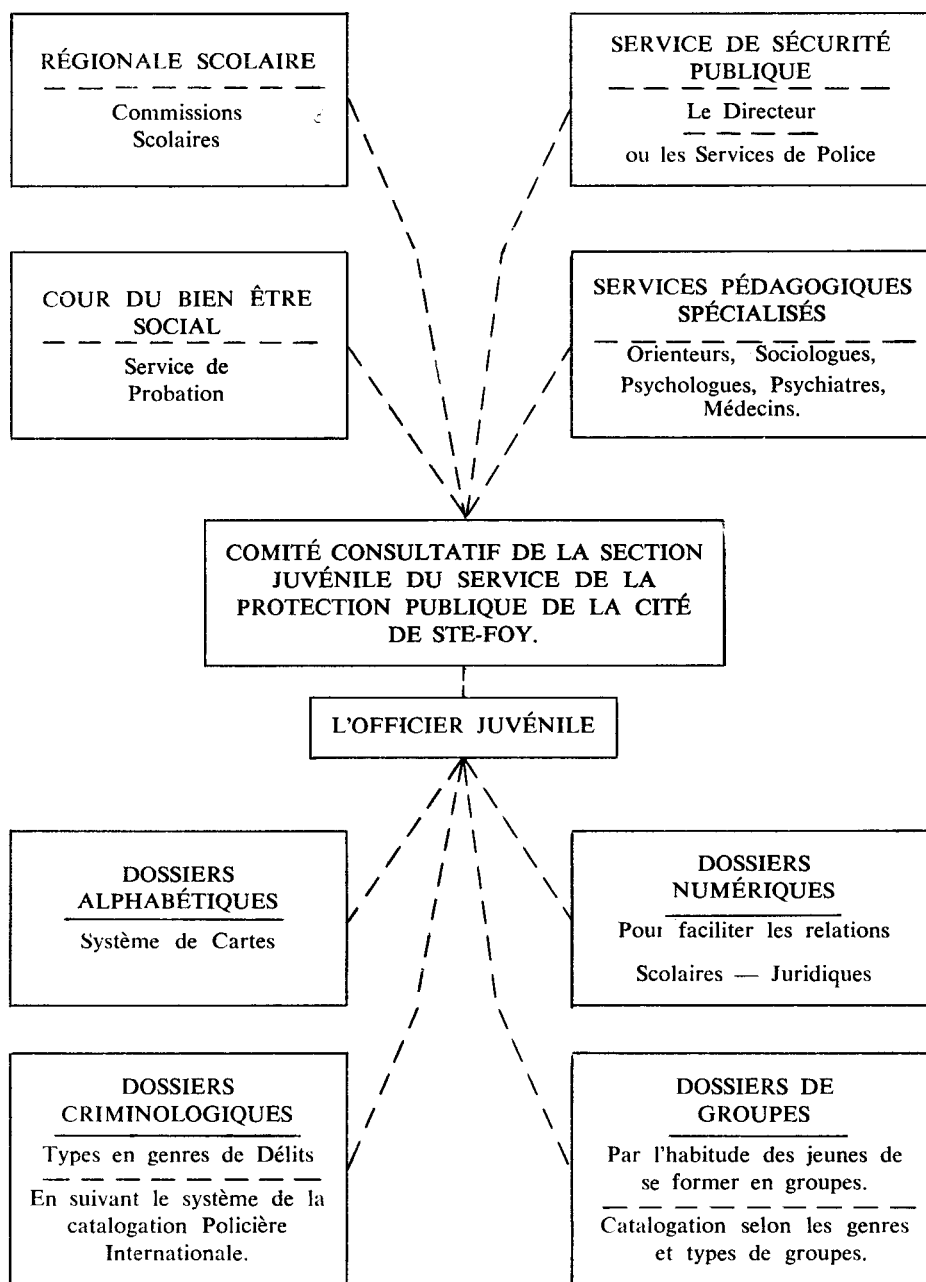 RÉGIONALE SCOLAIRE
Commissions
Scolaires
SERVICE DE SÉCURITÉ
PUBLIQUE
Le Directeur
ou les Services de Police
COUR DU BIEN ÊTRE
SOCIAL
Service de
Probation
SERVICES PÉDAGOGIQUES
SPÉCIALISÉS
Orienteurs, Sociologues,
Psychologues, Psychiatres,
Médecins.
COMITÉ CONSULTATIF DE LA SECTION
JUVÉNILE DU SERVICE DE LA
PROTECTION PUBLIQUE DE LA CITÉ
DE STE-FOY.
L'OFFICIER JUVÉNILE
DOSSIERS
ALPHABÉTIQUES
Système de Cartes
DOSSIERS
NUMÉRIQUES
Pour faciliter les relations
Scolaires — Juridiques
DOSSIERS
CRIMINOLOGIQUES
Types en genres de Délits
En suivant le système de la
catalogation Policière
Internationale.
DOSSIERS DE
GROUPES
Par l'habitude des jeunes de
se former en groupes.
Catalogation selon les genres
et types de groupes.